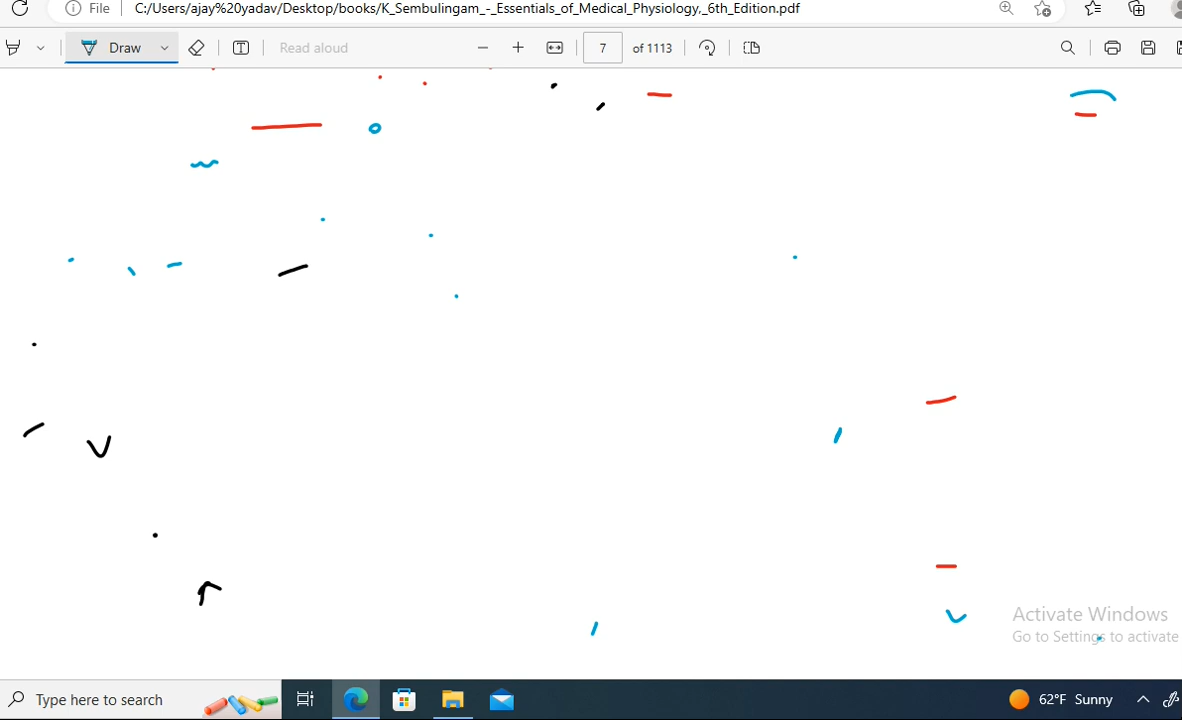 File C:/Users/ajay%20yadav/Desktop/books/K_Sembulingam_-_Essentials_of_Medical_Physiology,_6th_Edition.pdf
Draw Read aloud 7 of 1113
Activate Windows
Go to Settings to activate
Type here to search 62°F Sunny